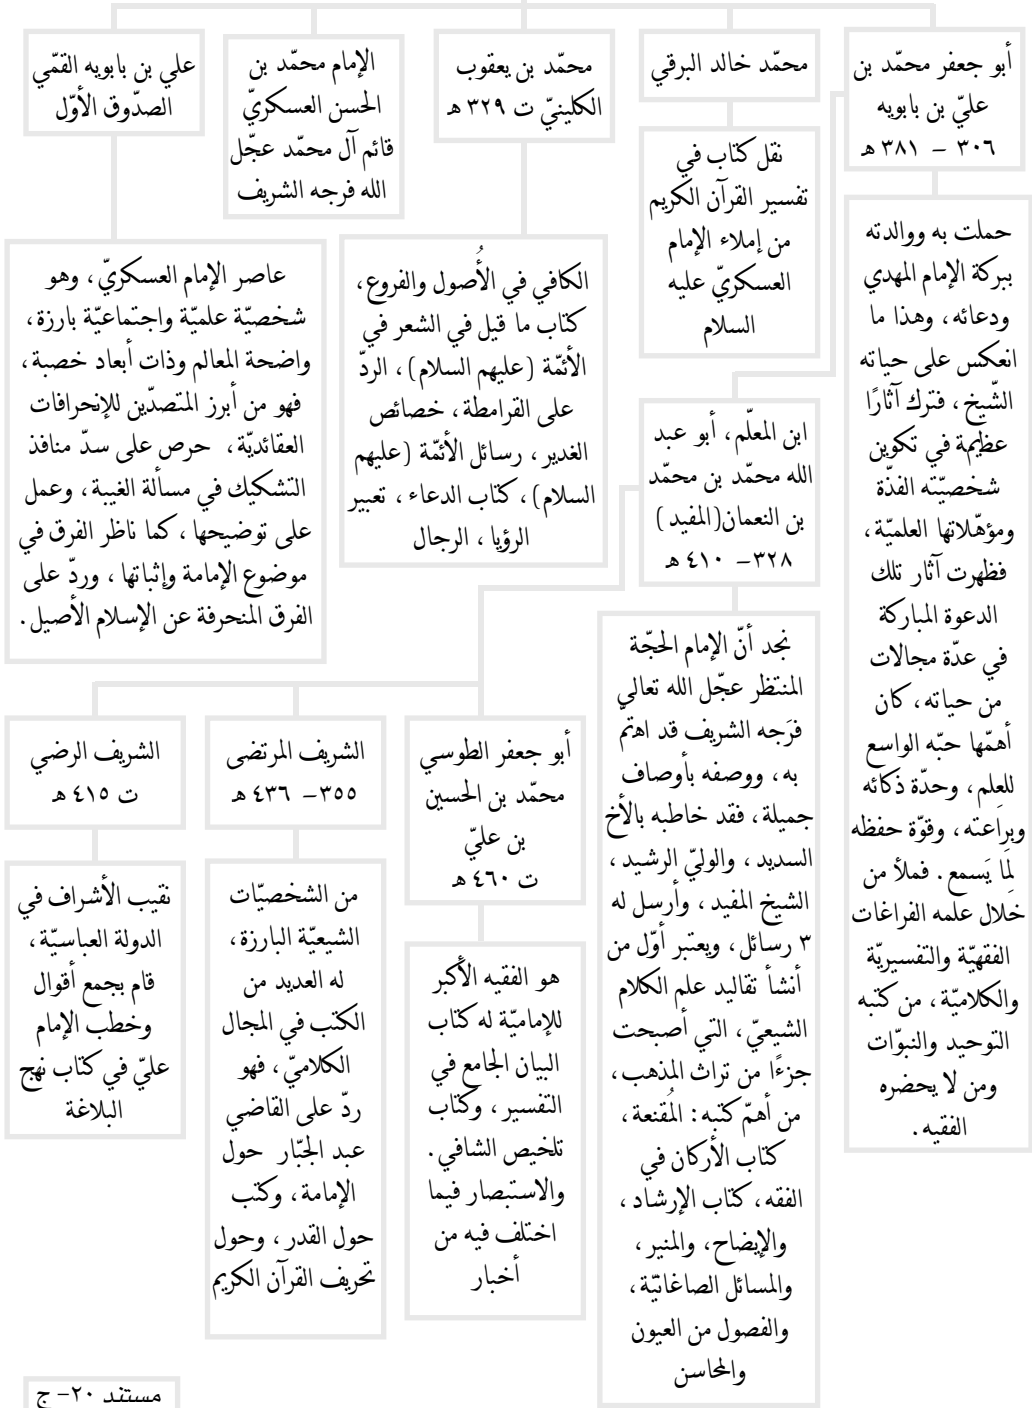 أبو جعفر محمّد بن
عليّ بن بابويه
٣٠٦ – ٣٨١ هـ
محمّد خالد البرقي
محمّد بن يعقوب
الكلينيّ ت ٣٢٩ هـ
الإمام محمّد بن
الحسن العسكريّ
قائم آل محمّد عجّل
الله فرجه الشريف
علي بن بابويه القمّي
الصدّوق الأوّل
حملت به ووالدته
ببركة الإمام المهدي
ودعائه، وهذا ما
انعكس على حياته
الشّيخ، فترك آثارًا
عظيمة في تكوين
شخصيّته الفذّة
ومؤهّلاتها العلميّة،
فظهرت آثار تلك
الدعوة المباركة
في عدّة مجالات
من حياته، كان
أهمّها حبّه الواسع
للعِلم، وحدّة ذكائه
وبراعته، وقوّة حفظه
لِمَا يَسمع. فملأ من
خلال علمه الفراغات
الفقهيّة والتفسيريّة
والكلاميّة، من كتبه
التوحيد والنبوّات
ومن لا يحضره
الفقيه.
نقل كتاب في
تفسير القرآن الكريم
من إملاء الإمام
العسكريّ عليه
السلام
الكافي في الأُصول والفروع،
كتاب ما قيل في الشعر في
الأئمّة (عليهم السلام)، الردّ
على القرامطة، خصائص
الغدير، رسائل الأئمّة (عليهم
السلام)، كتاب الدعاء، تعبير
الرؤيا، الرجال
عاصر الإمام العسكريّ، وهو
شخصيّة علميّة واجتماعيّة بارزة،
واضحة المعالم وذات أبعاد خصبة،
فهو من أبرز المتصدّين للإنحرافات
العقائديّة، حرص على سدّ منافذ
التشكيك في مسألة الغيبة، وعمل
على توضيحها، كما ناظر الفرق في
موضوع الإمامة وإثباتها، وردّ على
الفرق المنحرفة عن الإسلام الأصيل.
ابن المعلّم، أبو عبد
الله محمّد بن محمّد
بن النعمان(المفيد)
٣٢٨– ٤١٠ هـ
نجد أنّ الإمام الحجّة
المنتظر عجّل الله تعالى
فرَجه الشريف قد اهتمّ
به، ووصفه بأوصاف
جميلة، فقد خاطبه بالأخ
السديد، والوليّ الرشيد،
الشيخ المفيد، وأرسل له
٣ رسائل، ويعتبر أوّل من
أنشأ تقاليد علم الكلام
الشيعيّ، التي أصبحت
جزءًا من تراث المذهب،
من أهمّ كتبه: المُقنعة،
كتاب الأركان في
الفقه، كتاب الإرشاد،
والإيضاح، والمنير،
والمسائل الصاغانيّة،
والفصول من العيون
والمحاسن
أبو جعفر الطوسي
محمّد بن الحسين
بن عليّ
ت ٤٦٠ هـ
الشريف المرتضى
٣٥٥– ٤٣٦ هـ
الشريف الرضي
ت ٤١٥ هـ
هو الفقيه الأكبر
للإماميّة له كتاب
البيان الجامع في
التفسير، وكتاب
تلخيص الشافي.
والاستبصار فيما
اختلف فيه من
أخبار
من الشخصيّات
الشيعيّة البارزة،
له العديد من
الكتب في المجال
الكلاميّ، فهو
ردّ على القاضي
عبد الجبّار حول
الإمامة، وكتب
حول القدر، وحول
تحريف القرآن الكريم
نقيب الأشراف في
الدولة العباسيّة،
قام بجمع أقوال
وخطب الإمام
عليّ في كتاب نهج
البلاغة
مستند ٢٠- ج